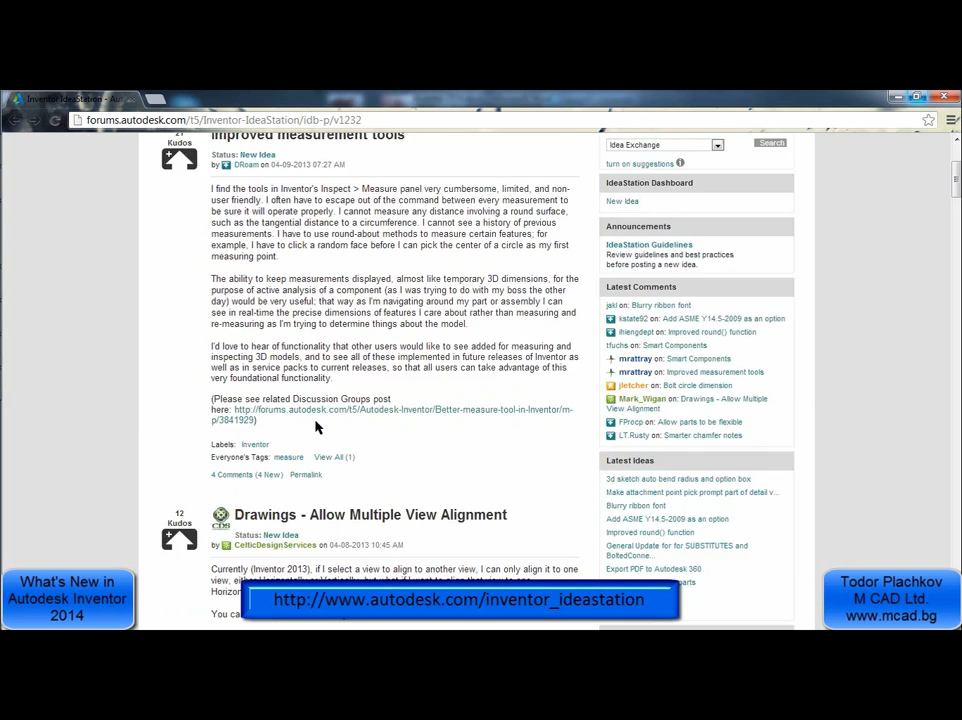 Inventor IdeaStation - Aut
forums.autodesk.com/t5/Inventor-IdeaStation/idb-p/v1232
Improved measurement tools
21
Kudos
Status: New Idea
by DRoam on 04-09-2013 07:27 AM
I find the tools in Inventor's Inspect > Measure panel very cumbersome, limited, and non-
user friendly. I often have to escape out of the command between every measurement to
be sure it will operate properly. I cannot measure any distance involving a round surface,
such as the tangential distance to a circumference. I cannot see a history of previous
measurements. I have to use round-about methods to measure certain features; for
example, I have to click a random face before I can pick the center of a circle as my first
measuring point.
The ability to keep measurements displayed, almost like temporary 3D dimensions, for the
purpose of active analysis of a component (as I was trying to do with my boss the other
day) would be very useful; that way as I'm navigating around my part or assembly I can
see in real-time the precise dimensions of features I care about rather than measuring and
re-measuring as I'm trying to determine things about the model.
I'd love to hear of functionality that other users would like to see added for measuring and
inspecting 3D models, and to see all of these implemented in future releases of Inventor as
well as in service packs to current releases, so that all users can take advantage of this
very foundational functionality.
(Please see related Discussion Groups post
here: http://forums.autodesk.com/t5/Autodesk-Inventor/Better-measure-tool-in-Inventor/m-
p/3841929)
Labels: Inventor
Everyone's Tags: measure View All (1)
4 Comments (4 New) Permalink
12
Kudos
CDS
Drawings - Allow Multiple View Alignment
Status: New Idea
by CelticDesignServices on 04-08-2013 10:45 AM
Currently (Inventor 2013), if I select a view to align to another view, I can only align it to one
view, either
Horizon
You ca
Idea Exchange
Search
turn on suggestions
IdeaStation Dashboard
New Idea
Announcements
IdeaStation Guidelines
Review guidelines and best practices
before posting a new idea.
Latest Comments
jakl on: Blurry ribbon font
kstate92 on: Add ASME Y14.5-2009 as an option
ihiengdept on: Improved round() function
tfuchs on: Smart Components
mrattray on: Smart Components
mrattray on: Improved measurement tools
jletcher on: Bolt circle dimension
Mark_Wigan on: Drawings - Allow Multiple
View Alignment
FProcp on: Allow parts to be flexible
LT.Rusty on: Smarter chamfer notes
Latest Ideas
3d sketch auto bend radius and option box
Make attachment point pick prompt part of detail v...
Blurry ribbon font
Add ASME Y14.5-2009 as an option
Improved round() function
General Update for for SUBSTITUTES and
BoltedConne...
Export PDF to Autodesk 360
parts
What's New in
Autodesk Inventor
2014
http://www.autodesk.com/inventor_ideastation
Todor Plachkov
M CAD Ltd.
www.mcad.bg